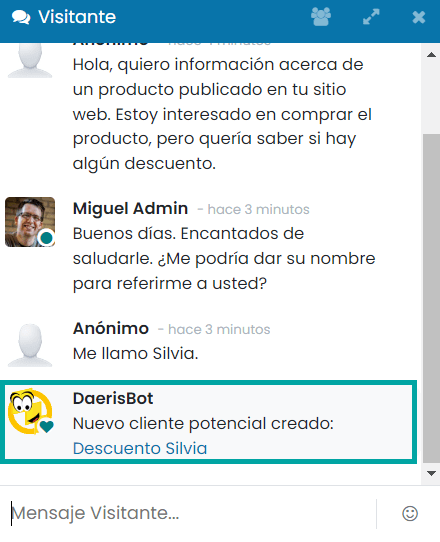 Visitante
Anónimo - hace 4 minutos
Hola, quiero información acerca de
un producto publicado en tu sitio
web. Estoy interesado en comprar el
producto, pero quería saber si hay
algún descuento.
Miguel Admin - hace 3 minutos
Buenos días. Encantados de
saludarle. ¿Me podría dar su nombre
para referirme a usted?
Anónimo - hace 3 minutos
Me llamo Silvia.
DaerisBot
Nuevo cliente potencial creado:
Descuento Silvia
Mensaje Visitante...